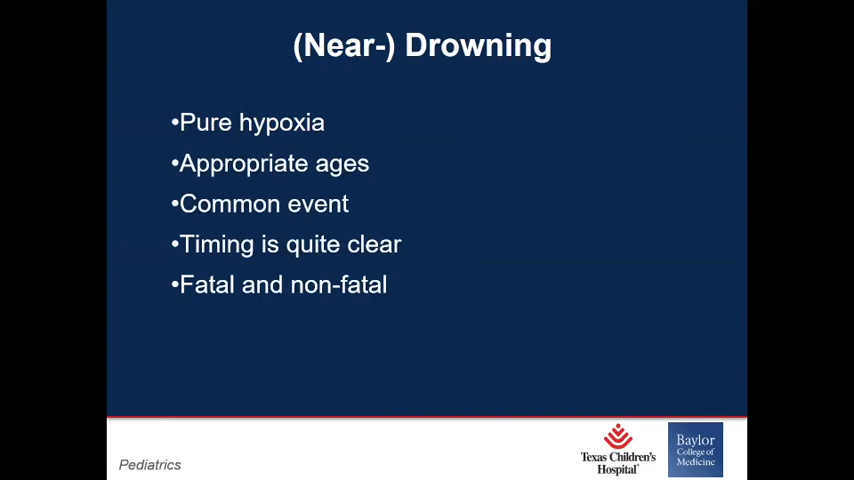 (Near-) Drowning
•Pure hypoxia
•Appropriate ages
•Common event
•Timing is quite clear
•Fatal and non-fatal
Pediatrics
Texas Children's
Hospital®
Baylor
College of
Medicine